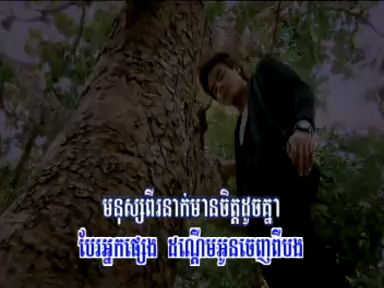 មនុស្សពីរនាក់មានចិត្តដូចគ្នា
បែរអ្នកផ្សេង ដណ្ដើមអូនចេញពីបង